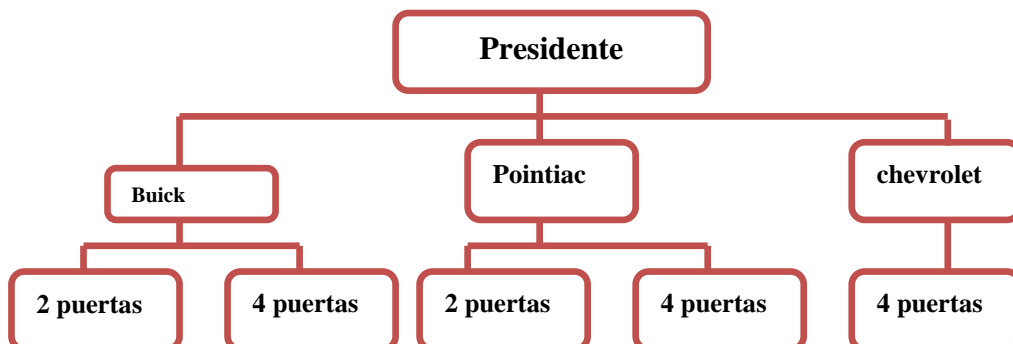 Presidente
Buick
Pointiac
chevrolet
2 puertas
4 puertas
2 puertas
4 puertas
4 puertas